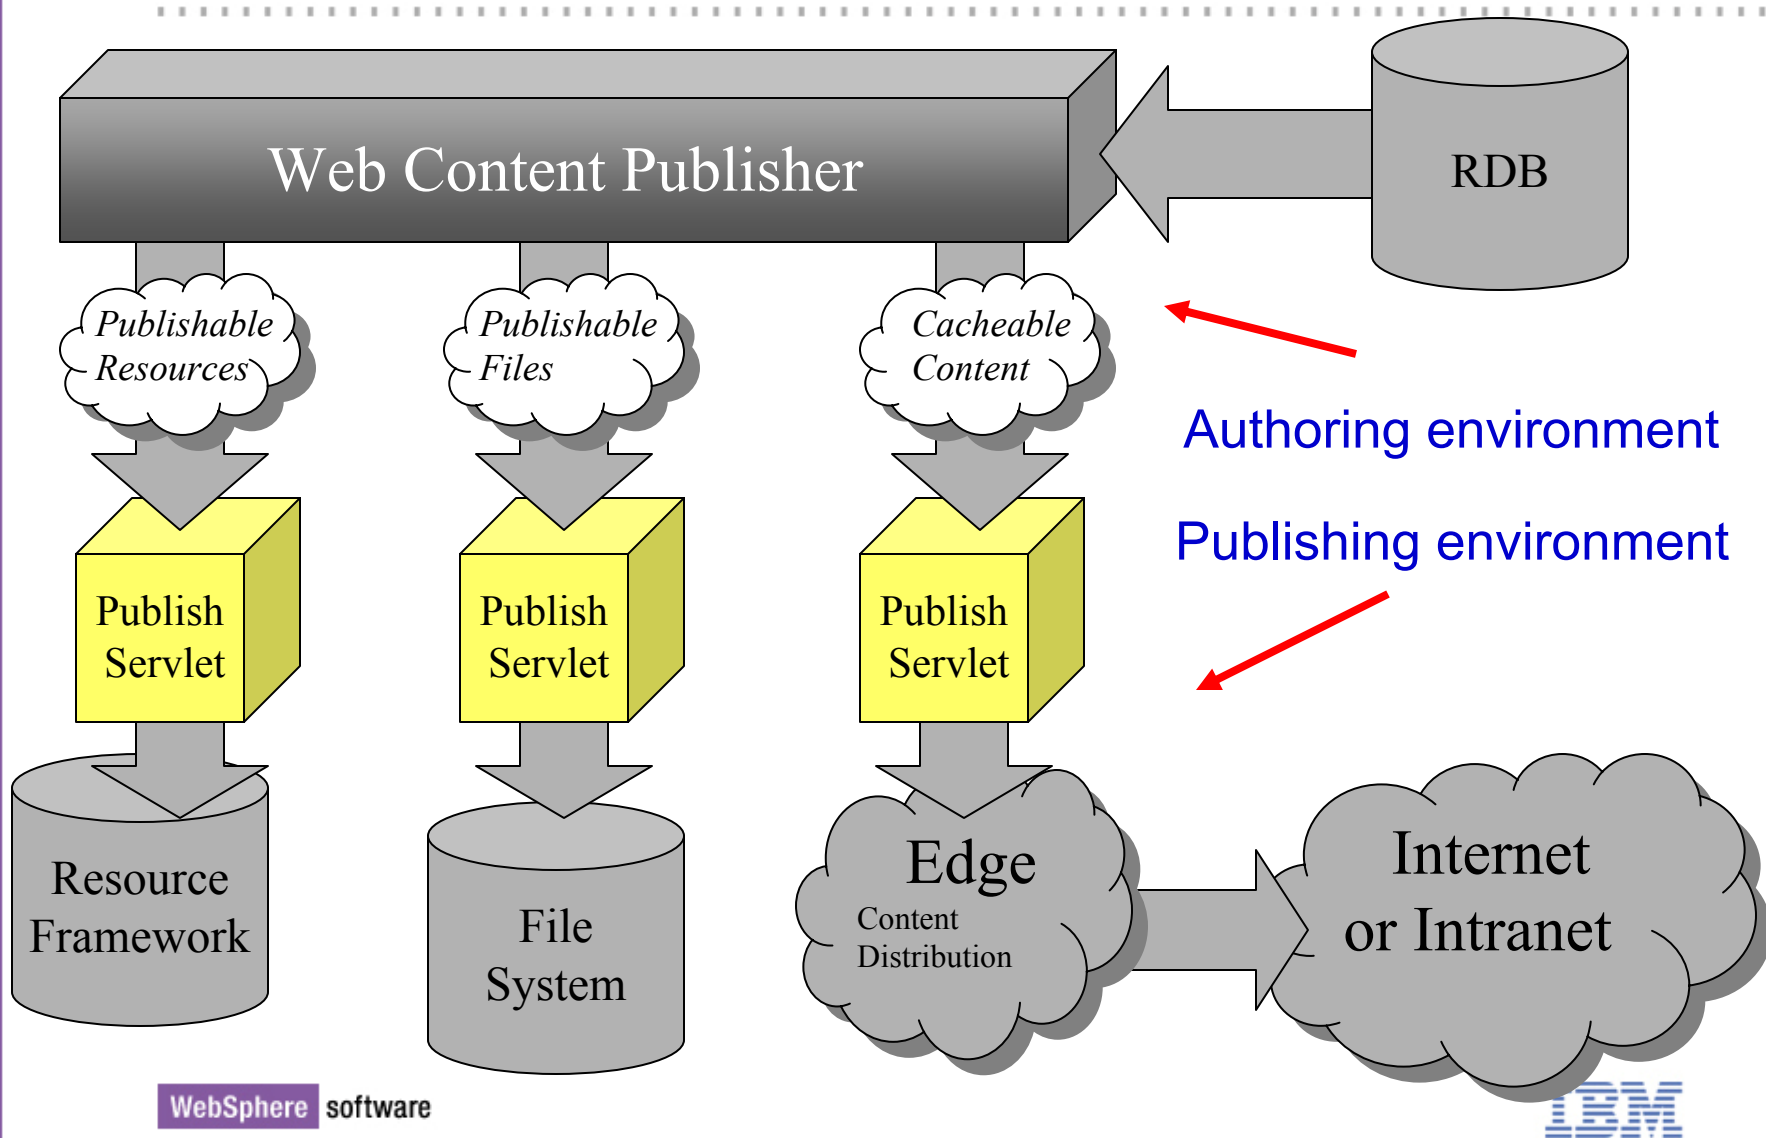 Web Content Publisher
RDB
Publishable
Resources
Publishable
Files
Cacheable
Content
Authoring environment
Publishing environment
Publish
Servlet
Publish
Servlet
Publish
Servlet
Resource
Framework
File
System
Edge
Content
Distribution
Internet
or Intranet
WebSphere software
IBM